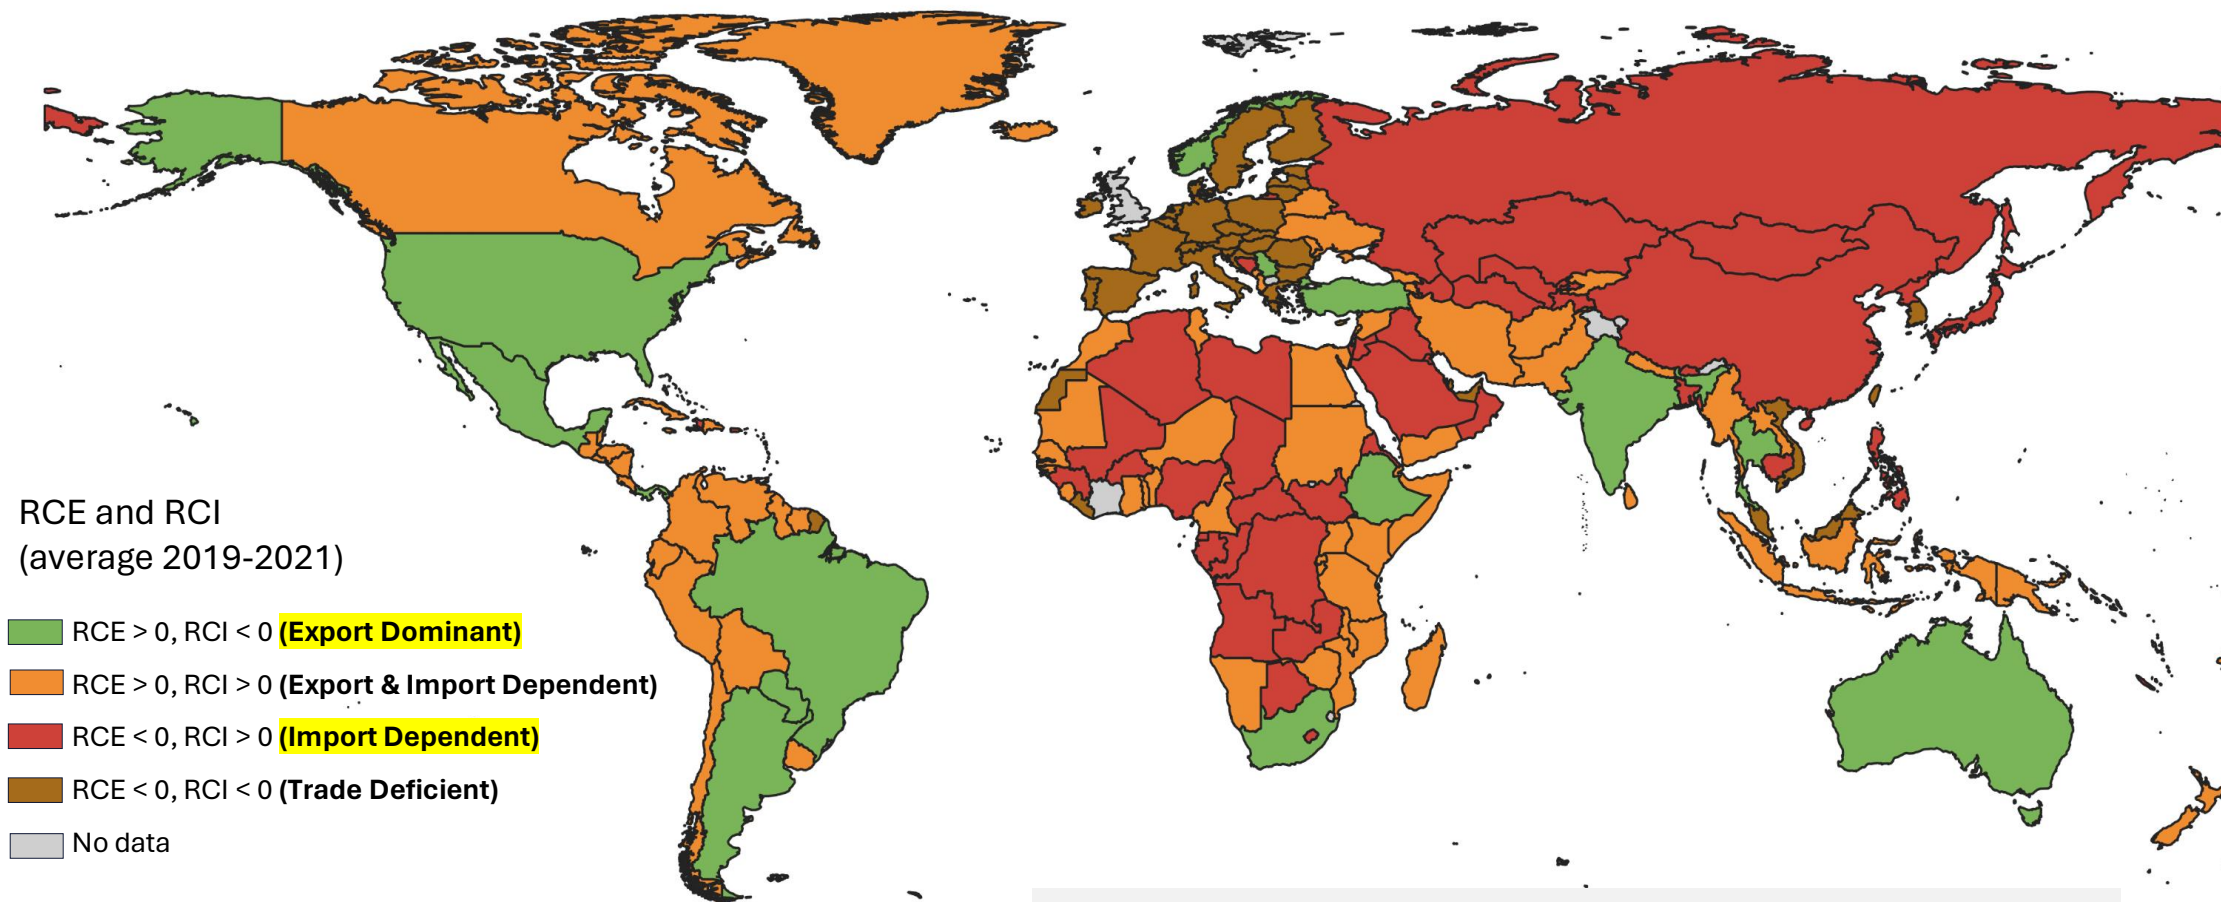 RCE and RCI
(average 2019-2021)
RCE > 0, RCI < 0 (Export Dominant)
RCE > 0, RCI > 0 (Export & Import Dependent)
RCE < 0, RCI > 0 (Import Dependent)
RCE < 0, RCI < 0 (Trade Deficient)
No data